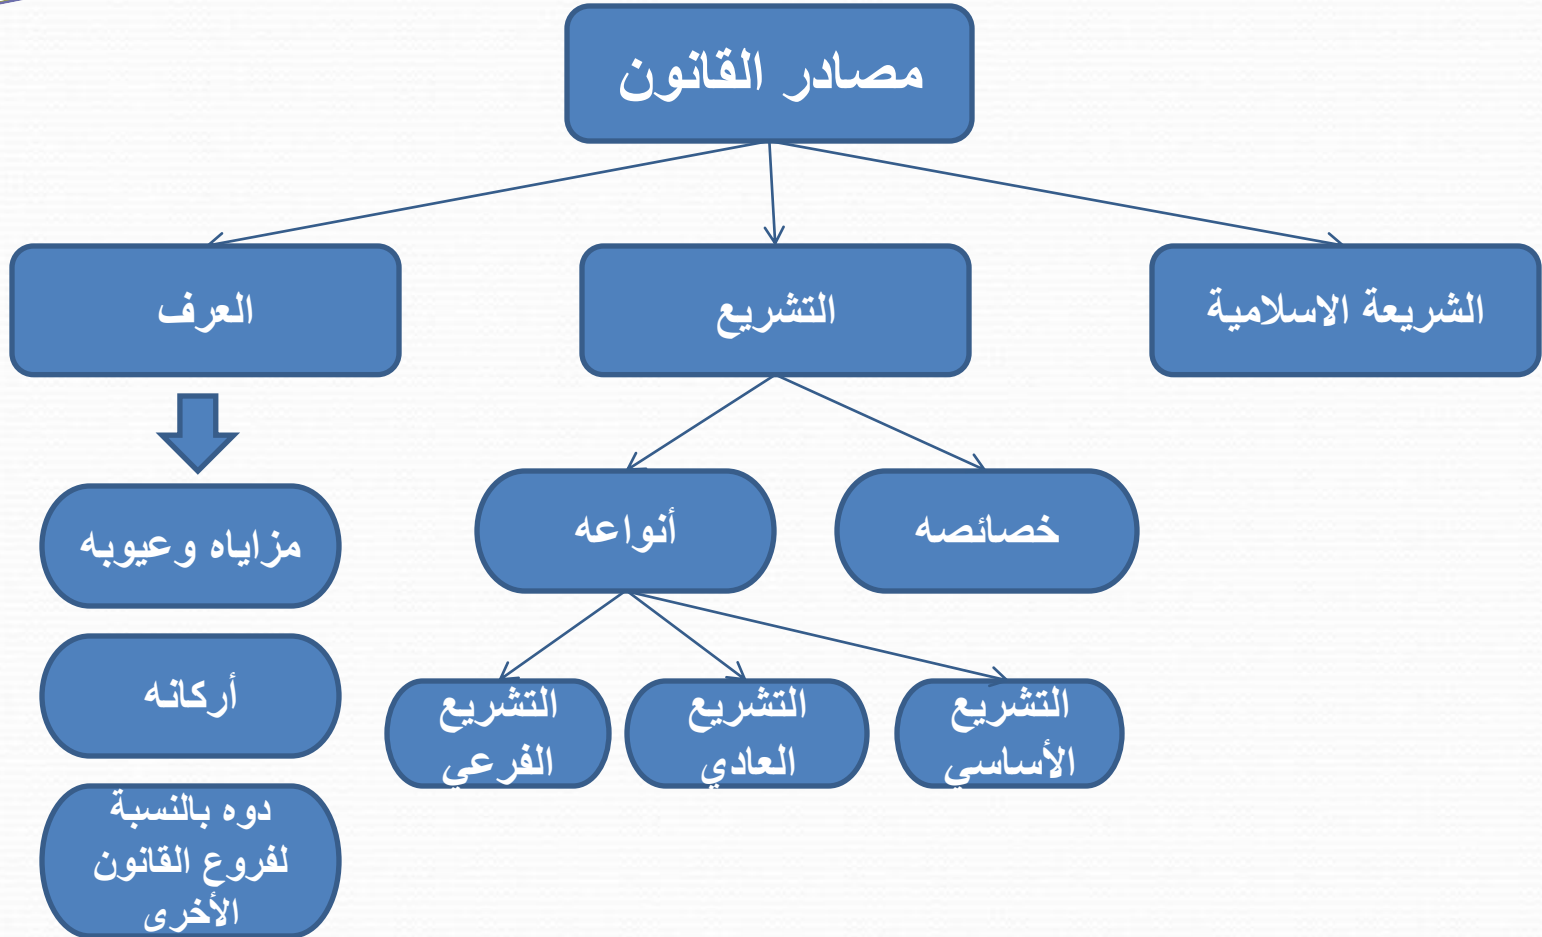 مصادر القانون
الشريعة الاسلامية
التشريع
العرف
خصائصه
أنواعه
التشريع
الأساسي
التشريع
العادي
التشريع
الفرعي
مزاياه وعيوبه
أركانه
دوه بالنسبة
لفروع القانون
الأخرى